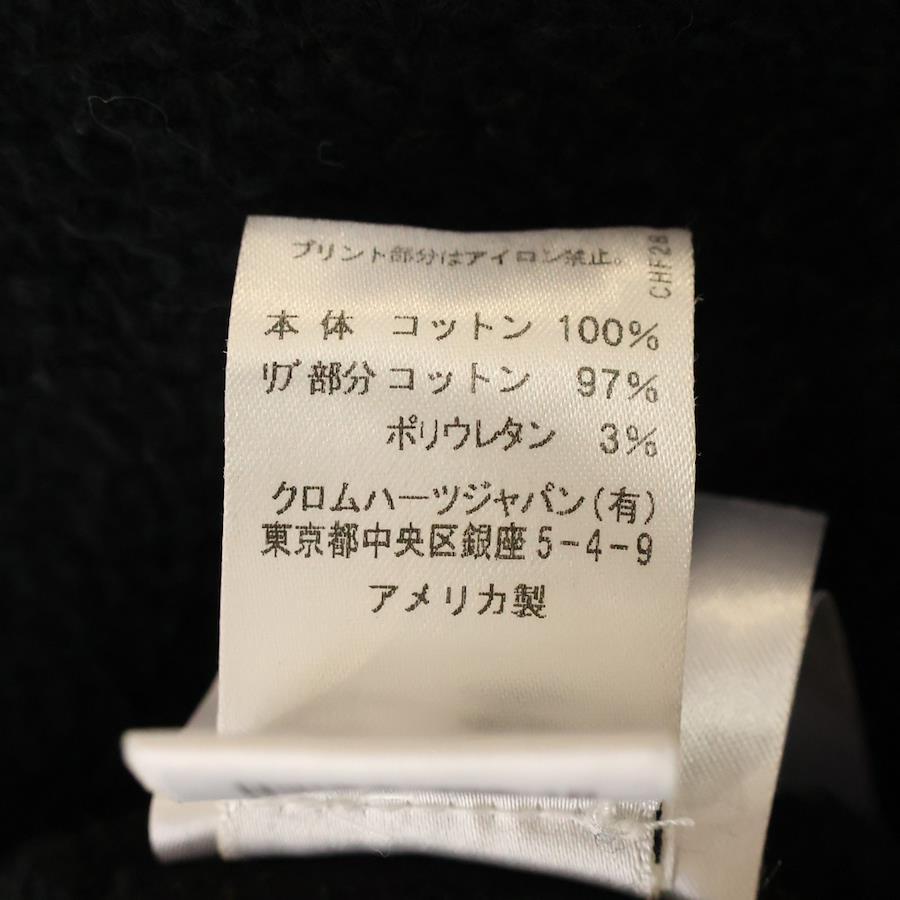 プリント部分はアイロン禁止。
CHF28
本体 コットン 100%
リブ部分 コットン 97%
ポリウレタン 3%
クロムハーツジャパン(有)
東京都中央区銀座5-4-9
アメリカ製